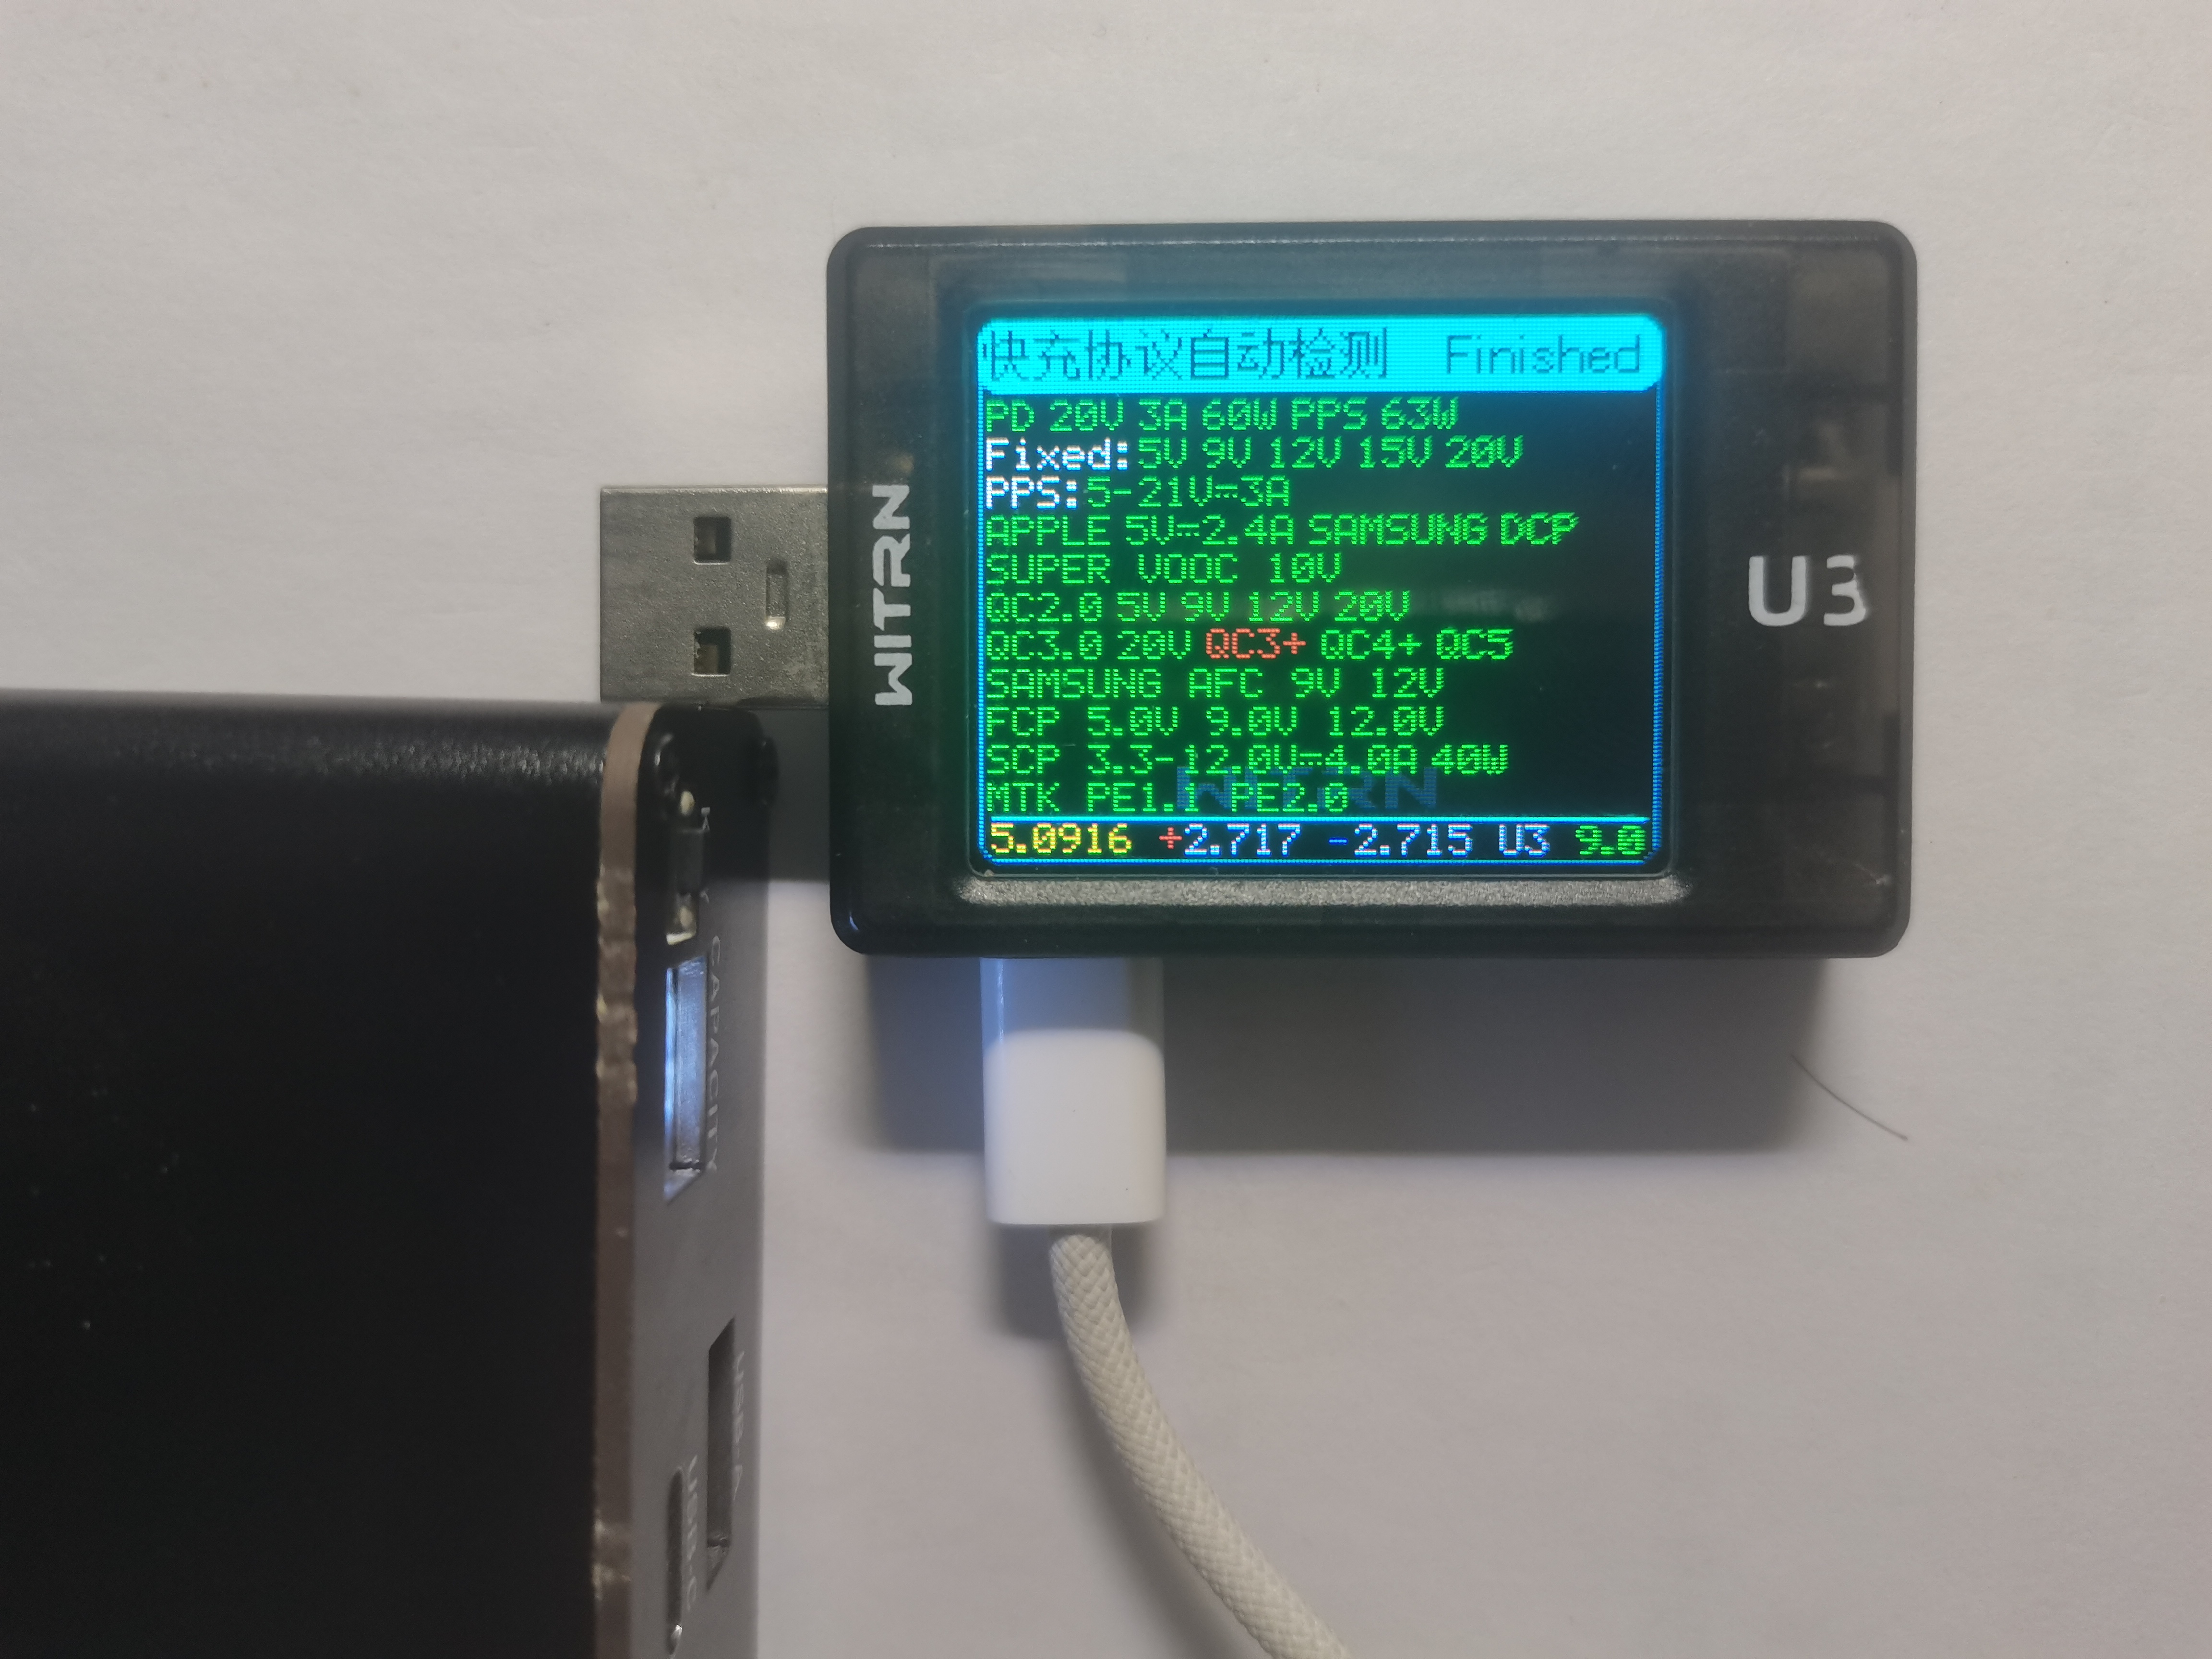 快充协议自动检测 Finished
PD 20V 3A 60W PPS 63W
Fixed:5V 9V 12V 15V 20V
PPS:5-21V=3A
APPLE 5V=2.4A SAMSUNG DCP
SUPER VOOC 10V
QC2.0 5V 9V 12V 20V
QC3.0 20V QC3+ QC4+ QC5
SAMSUNG AFC 9V 12V
FCP 5.0V 9.0V 12.0V
SCP 3.3-12.0V=4.0A 40W
MTK PE1.1 PE2.0
5.0916 +2.717 -2.715 U3 9.0
WITRN
U3
WITRN
CAPACITY
USB-A
USB-C